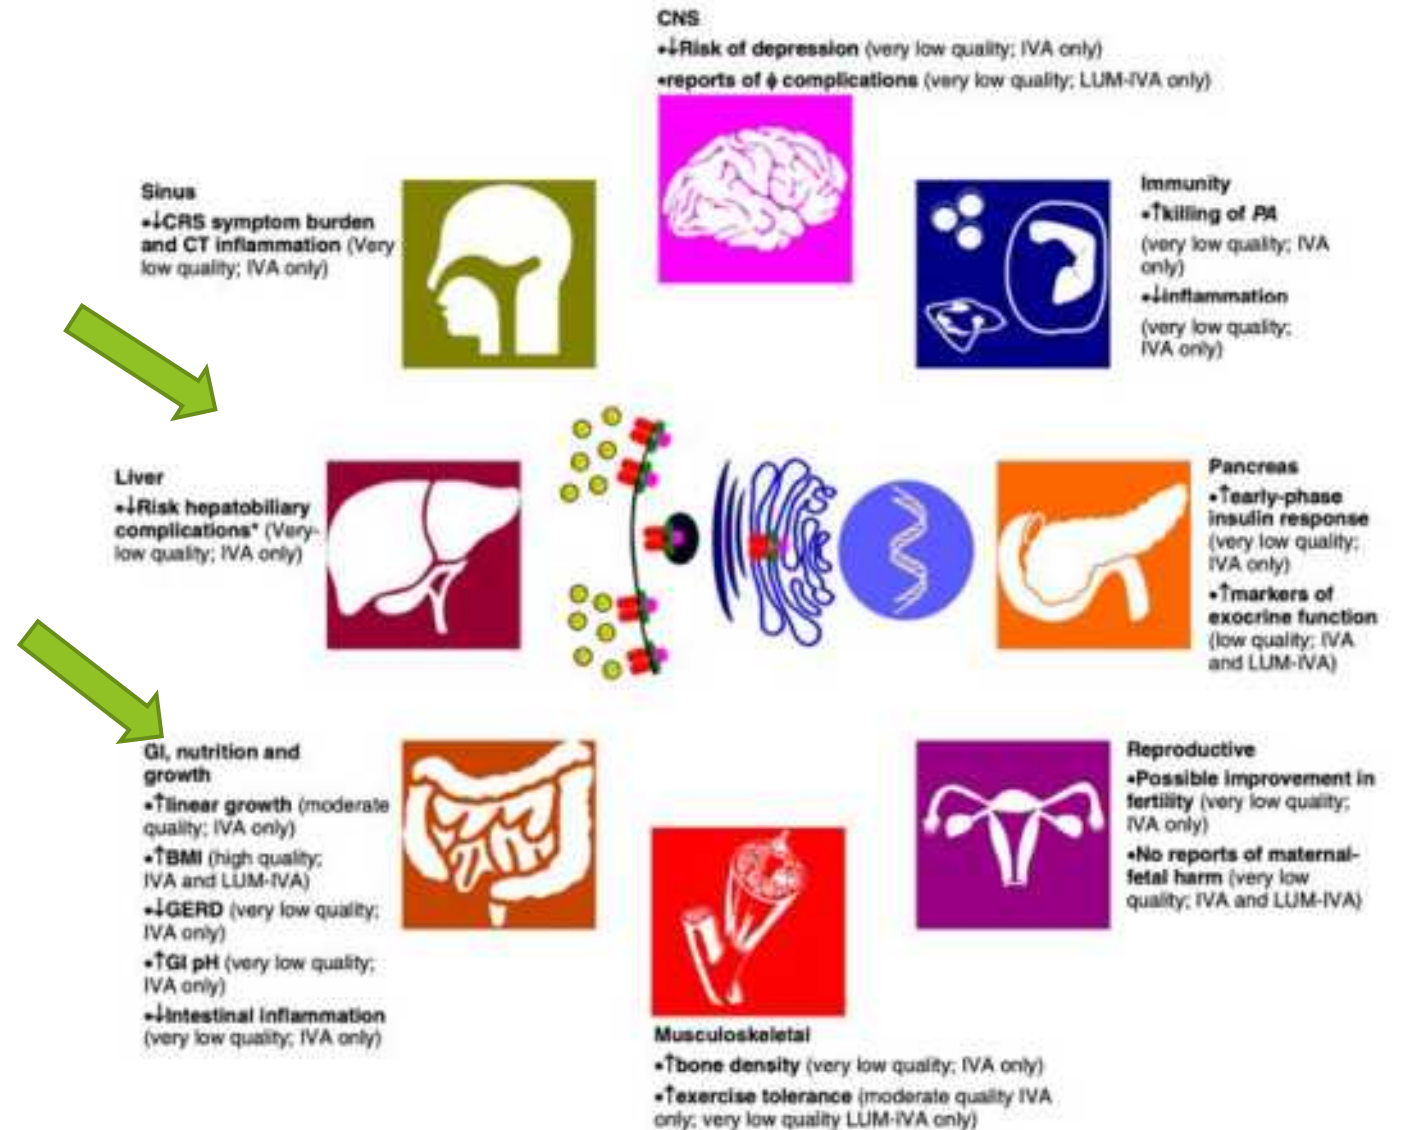 CNS
•↓Risk of depression (very low quality; IVA only)
•reports of ϕ complications (very low quality; LUM-IVA only)
Sinus
•↓CRS symptom burden
and CT inflammation (Very
low quality; IVA only)
Immunity
•↑killing of PA
(very low quality; IVA
only)
•↓inflammation
(very low quality;
IVA only)
Liver
•↓Risk hepatobiliary
complications* (Very-
low quality; IVA only)
Pancreas
•↑early-phase
insulin response
(very low quality;
IVA only)
•↑markers of
exocrine function
(low quality; IVA
and LUM-IVA)
GI, nutrition and
growth
•↑linear growth (moderate
quality; IVA only)
•↑BMI (high quality;
IVA and LUM-IVA)
•↓GERD (very low quality;
IVA only)
•↑GI pH (very low quality;
IVA only)
•↓Intestinal inflammation
(very low quality; IVA only)
Reproductive
•Possible improvement in
fertility (very low quality;
IVA only)
•No reports of maternal-
fetal harm (very low
quality; IVA and LUM-IVA)
Musculoskeletal
•↑bone density (very low quality; IVA only)
•↑exercise tolerance (moderate quality IVA
only; very low quality LUM-IVA only)